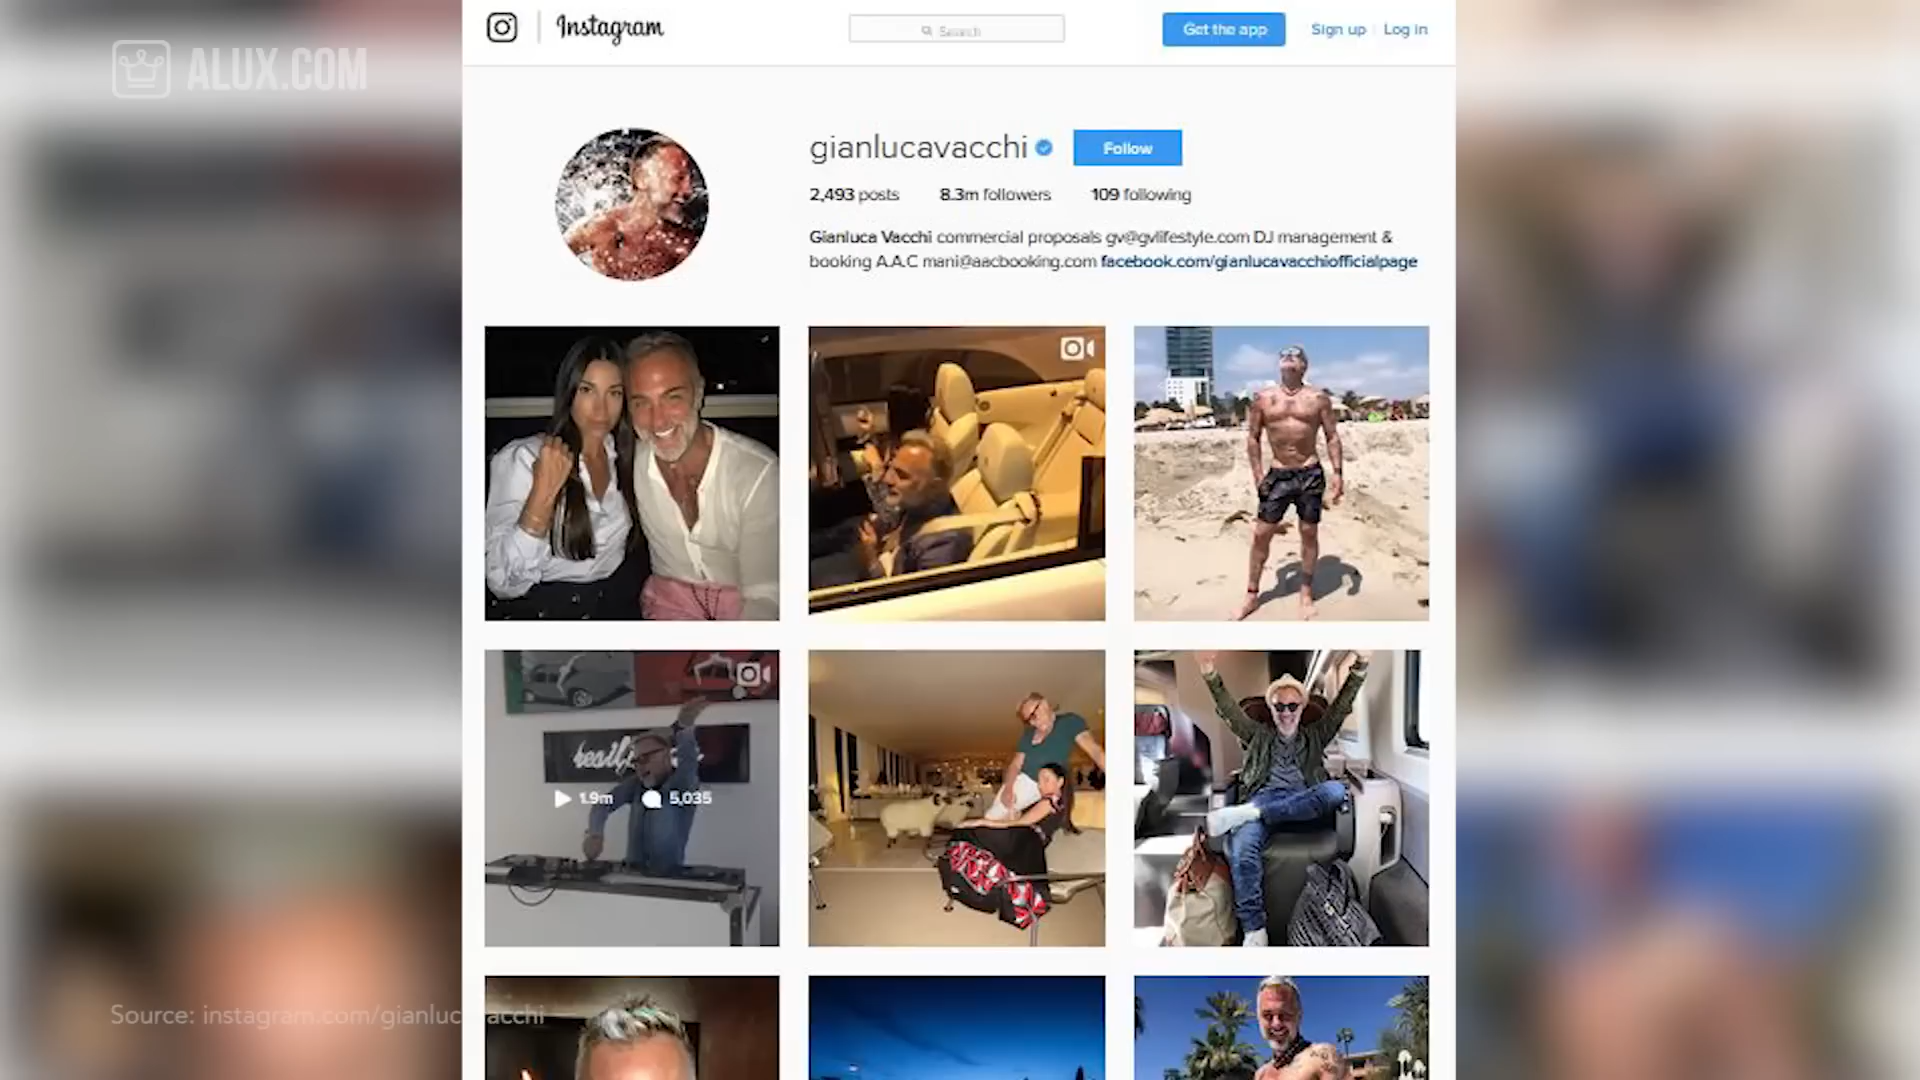 ALUX.COM
Instagram
Search
Get the app
Sign up
Log in
gianlucavacchi
Follow
2,493 posts
8.3m followers
109 following
Gianluca Vacchi commercial proposals gv@gvlifestyle.com DJ management &
booking A.A.C mani@aacbooking.com facebook.com/gianlucavacchiofficialpage
1.9m
5,035
Source: instagram.com/gianlucavacchi